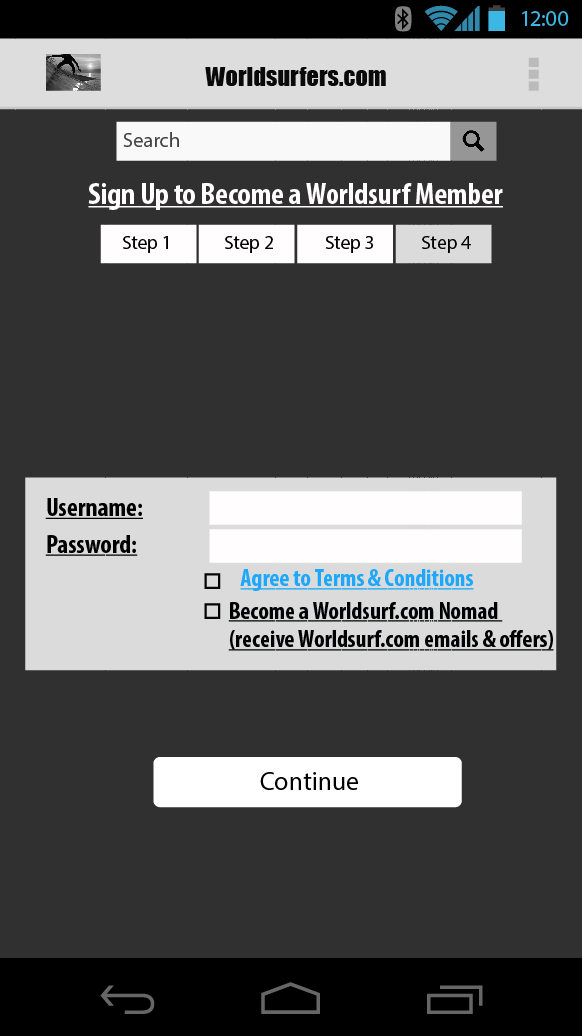 12:00
Worldsurfers.com
Search
Sign Up to Become a Worldsurf Member
Step 1 Step 2 Step 3 Step 4
Username:
Password:
Agree to Terms & Conditions
Become a Worldsurf.com Nomad
(receive Worldsurf.com emails & offers)
Continue